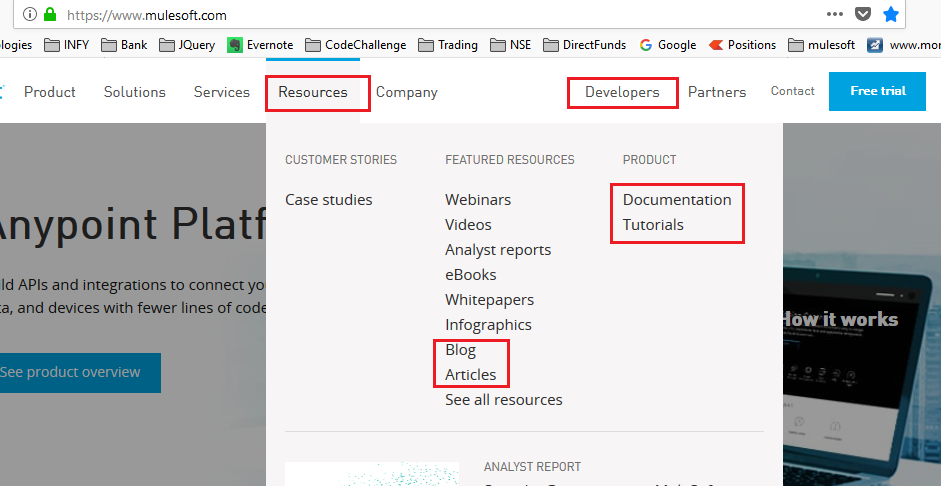 https://www.mulesoft.com
ologies INFY Bank JQuery Evernote CodeChallenge Trading NSE DirectFunds Google Positions mulesoft www.mor
Product Solutions Services Resources Company Developers Partners Contact Free trial
CUSTOMER STORIES FEATURED RESOURCES PRODUCT
Case studies Webinars Documentation
Videos Tutorials
Analyst reports
eBooks
Whitepapers
Infographics
Blog
Articles
See all resources
ANALYST REPORT
Anypoint Platf
ild APIs and integrations to connect you
ta, and devices with fewer lines of code
See product overview
How it works